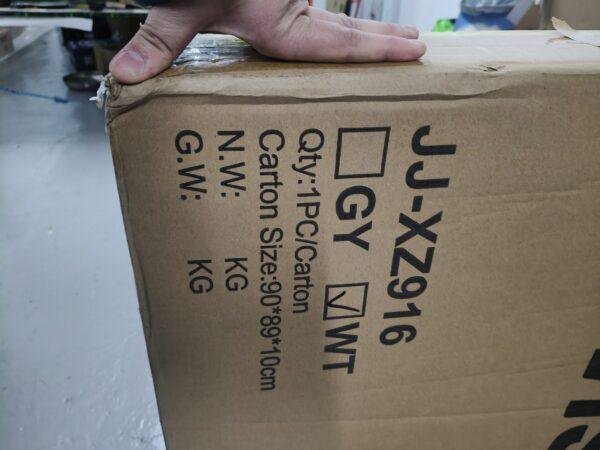 JJ-XZ916
☐GY ☑WT
Qty:1PC/Carton
Carton Size:90*89*10cm
N.W: KG
G.W: KG